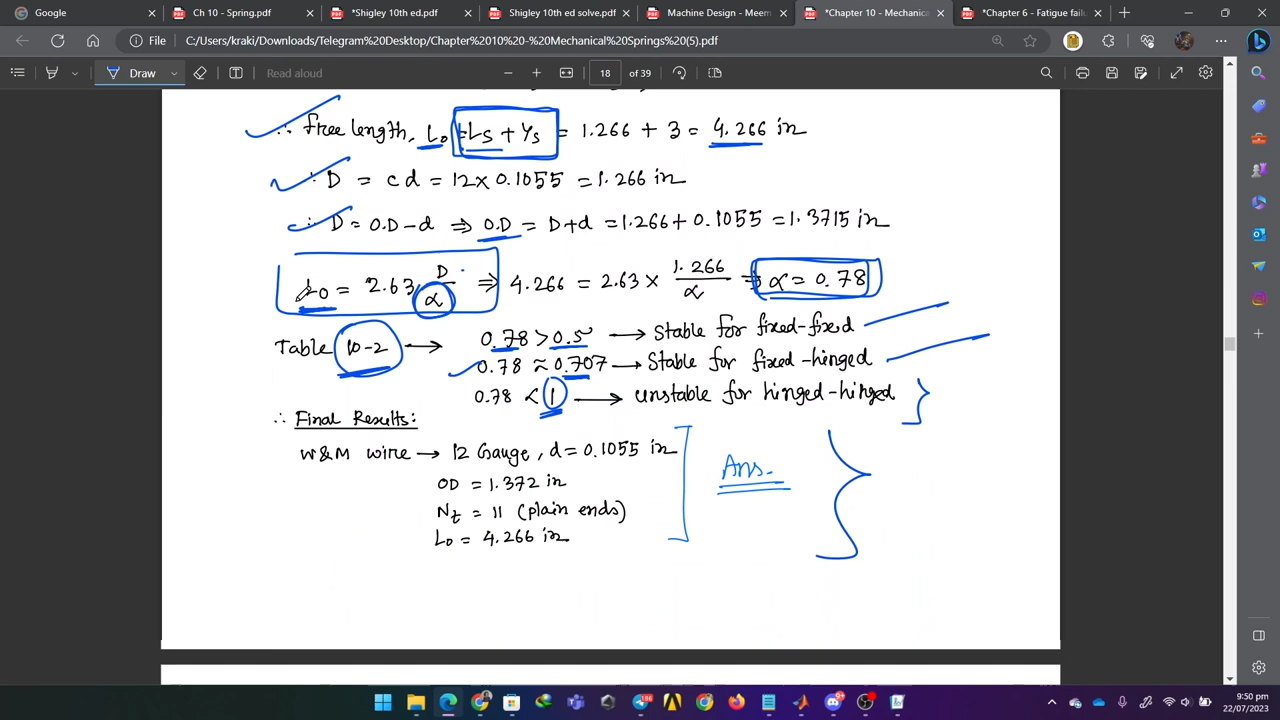 Google
Ch 10 - Spring.pdf
*Shigley 10th ed.pdf
Shigley 10th ed solve.pdf
Machine Design - Meem
*Chapter 10 - Mechanica
*Chapter 6 - Fatigue failu
File C:/Users/kraki/Downloads/Telegram%20Desktop/Chapter%2010%20-%20Mechanical%20Springs%20(5).pdf
Draw Read aloud 18 of 39
∴ Free length, L₀ = Ls + Ys = 1.266 + 3 = 4.266 in
∴ D = cd = 12 × 0.1055 = 1.266 in
∴ D = O.D - d ⇒ O.D = D + d = 1.266 + 0.1055 = 1.3715 in
L₀ = 2.63 D/α ⇒ 4.266 = 2.63 × 1.266/α ⇒ α = 0.78
Table 10-2 → 0.78 > 0.5 → Stable for fixed-fixed
0.78 ≈ 0.707 → Stable for fixed-hinged
0.78 < 1 → unstable for hinged-hinged
∴ Final Results:
W&M wire → 12 Gauge, d = 0.1055 in
Ans.
OD = 1.372 in
Nt = 11 (plain ends)
L₀ = 4.266 in
9:50 pm
22/07/2023